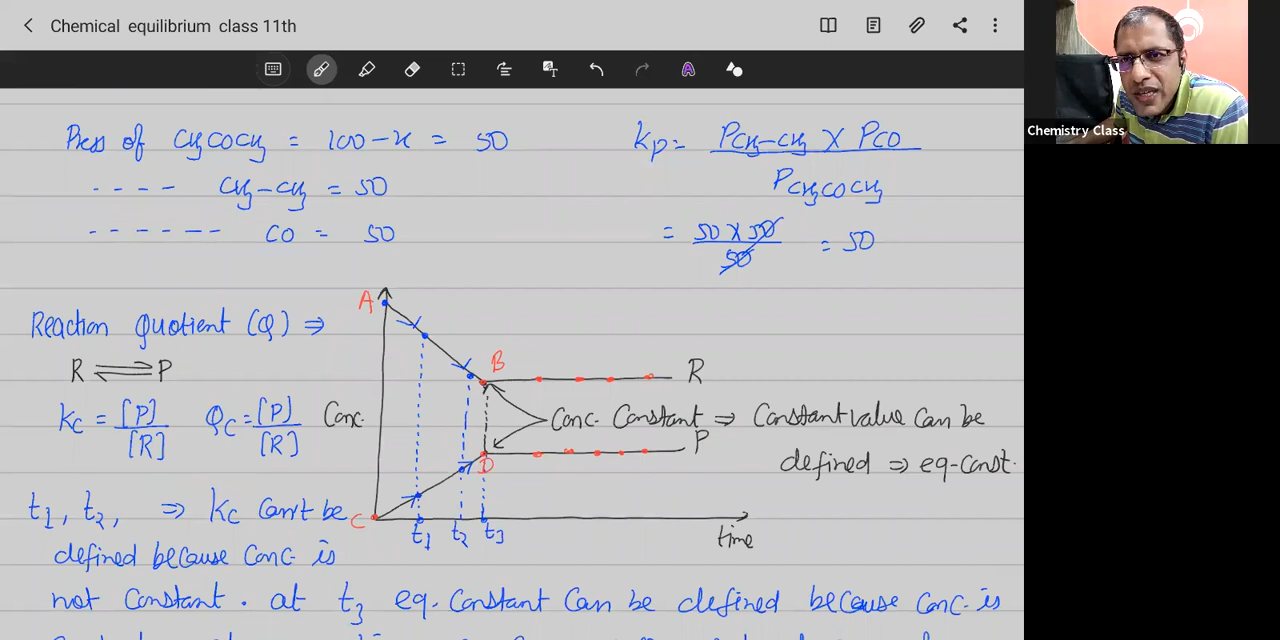 Chemical equilibrium class 11th
Chemistry Class
Press of CH3COCH3 = 100 - x = 50
---- CH3-CH3 = 50
------ CO = 50
Kp = PCH3-CH3 X PCO
PCH3COCH3
= 50 X 50 = 50
50
Reaction Quotient (Q) ⇒
R ⇌ P
Kc = [P] Qc = [P]
[R] [R]
Conc.
A
B
R
Conc. Constant ⇒ Constant value can be
P
defined ⇒ eq-const.
D
C
t1 t2 t3
time
t1, t2, ⇒ Kc Can't be
defined because Conc. is
not Constant. at t3 eq. Constant Can be defined because Conc. is